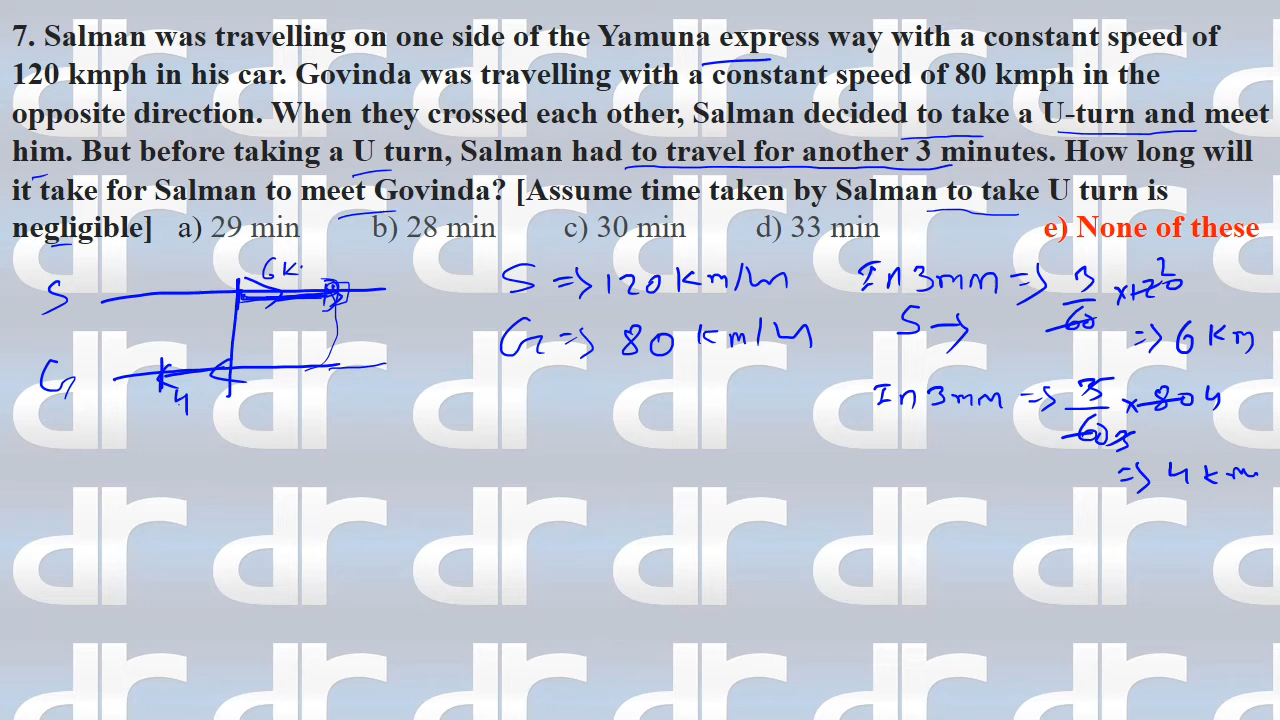 7. Salman was travelling on one side of the Yamuna express way with a constant speed of
120 kmph in his car. Govinda was travelling with a constant speed of 80 kmph in the
opposite direction. When they crossed each other, Salman decided to take a U-turn and meet
him. But before taking a U turn, Salman had to travel for another 3 minutes. How long will
it take for Salman to meet Govinda? [Assume time taken by Salman to take U turn is
negligible] a) 29 min b) 28 min c) 30 min d) 33 min e) None of these
6 K
S
G
4
S => 120 Km/h
G => 80 Km/h
In 3 min => 3/60 x 120 2
S → => 6 Km
In 3 min => 3/60 x 80 4
3
=> 4 km